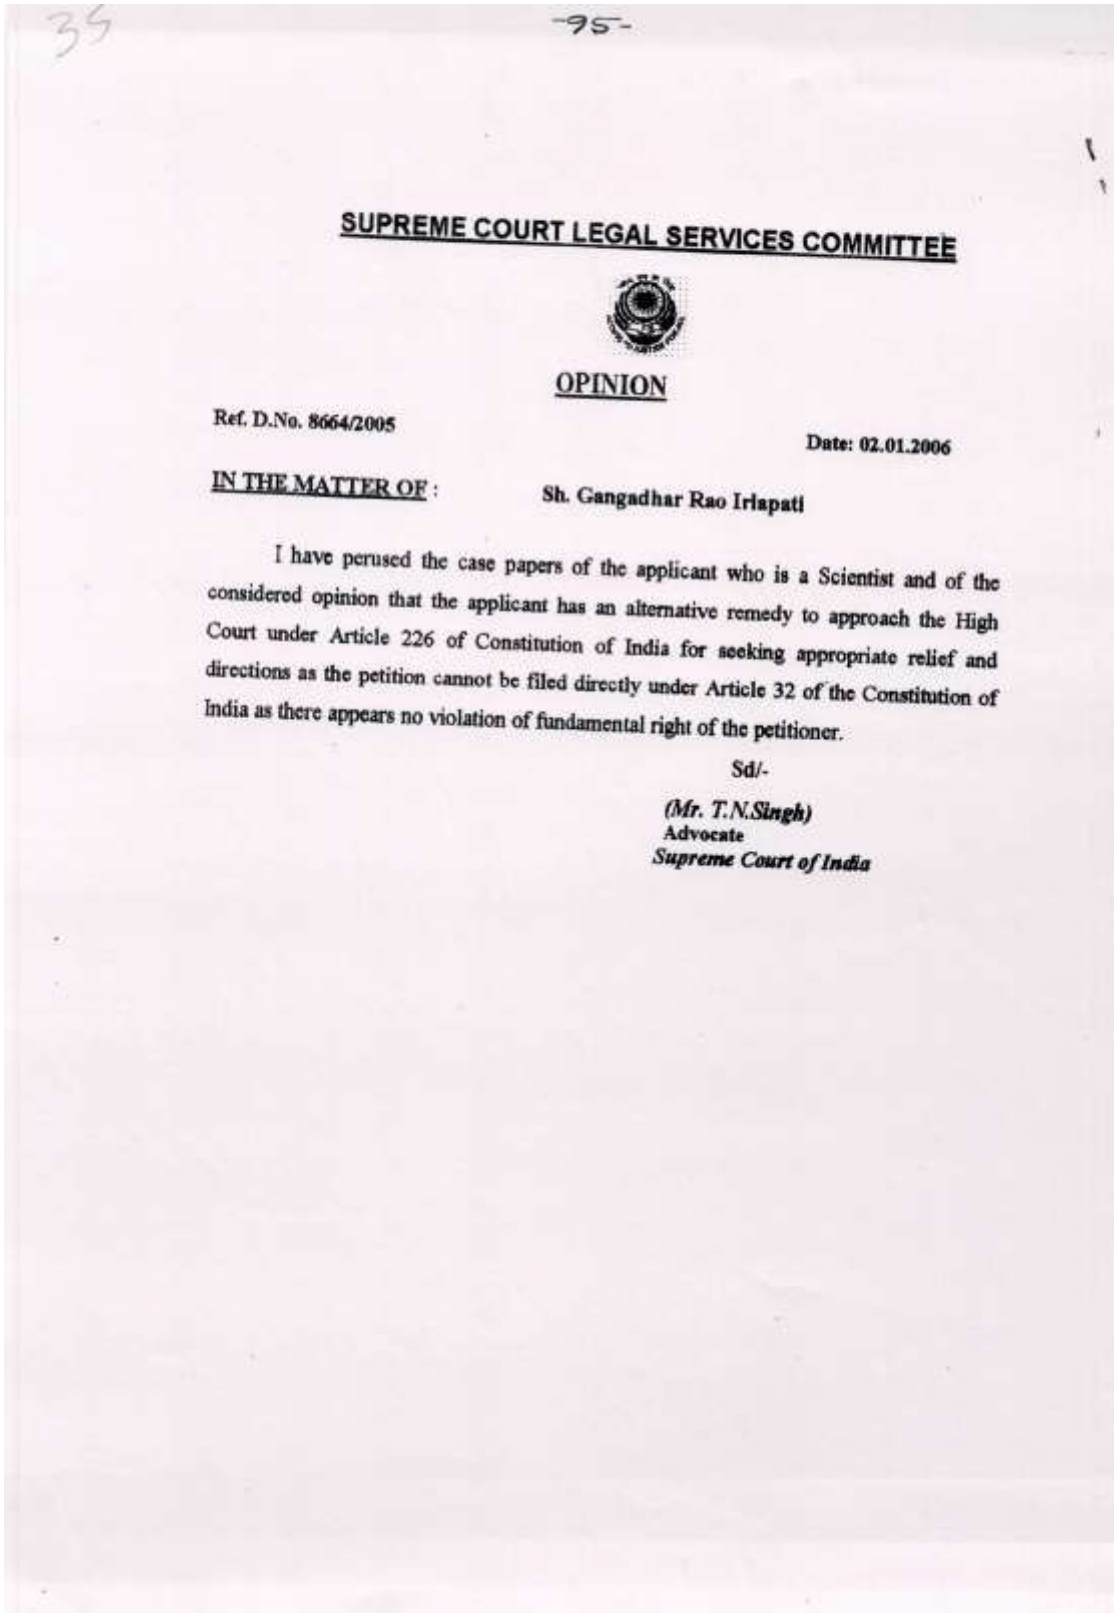 35
-95-
SUPREME COURT LEGAL SERVICES COMMITTEE
OPINION
Ref. D.No. 8664/2005
Date: 02.01.2006
IN THE MATTER OF : Sh. Gangadhar Rao Irlapati
I have perused the case papers of the applicant who is a Scientist and of the
considered opinion that the applicant has an alternative remedy to approach the High
Court under Article 226 of Constitution of India for seeking appropriate relief and
directions as the petition cannot be filed directly under Article 32 of the Constitution of
India as there appears no violation of fundamental right of the petitioner.
Sd/-
(Mr. T.N.Singh)
Advocate
Supreme Court of India